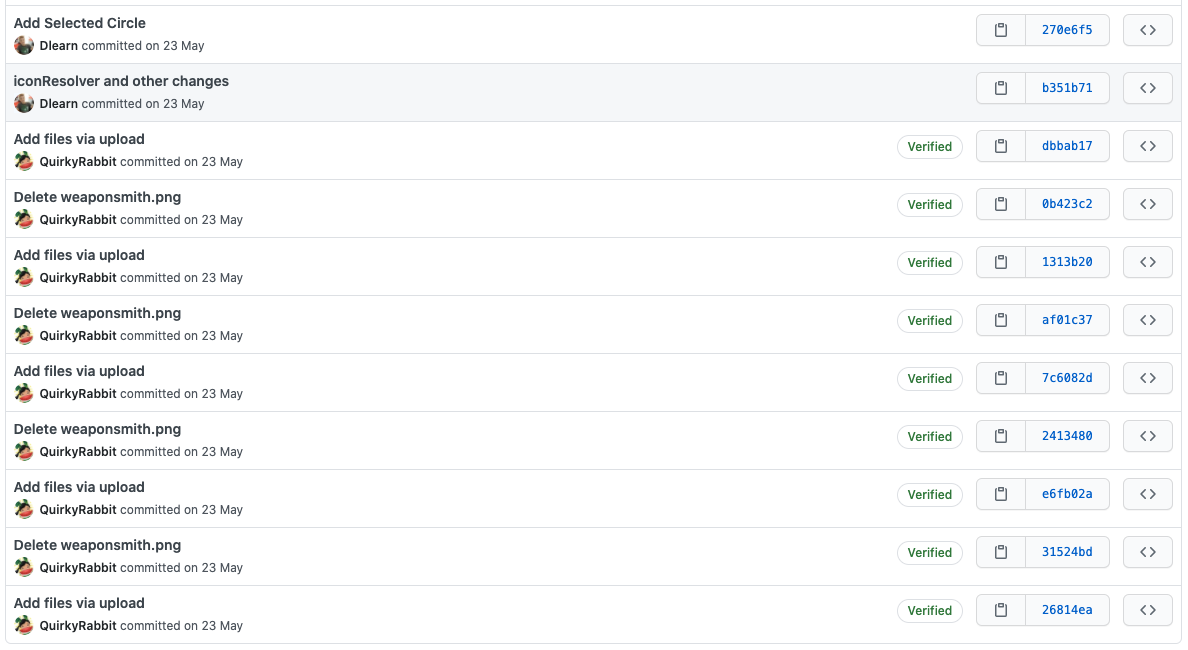 Add Selected Circle
270e6f5
Dlearn committed on 23 May
iconResolver and other changes
b351b71
Dlearn committed on 23 May
Add files via upload
Verified
dbbab17
QuirkyRabbit committed on 23 May
Delete weaponsmith.png
Verified
0b423c2
QuirkyRabbit committed on 23 May
Add files via upload
Verified
1313b20
QuirkyRabbit committed on 23 May
Delete weaponsmith.png
Verified
af01c37
QuirkyRabbit committed on 23 May
Add files via upload
Verified
7c6082d
QuirkyRabbit committed on 23 May
Delete weaponsmith.png
Verified
2413480
QuirkyRabbit committed on 23 May
Add files via upload
Verified
e6fb02a
QuirkyRabbit committed on 23 May
Delete weaponsmith.png
Verified
31524bd
QuirkyRabbit committed on 23 May
Add files via upload
Verified
26814ea
QuirkyRabbit committed on 23 May